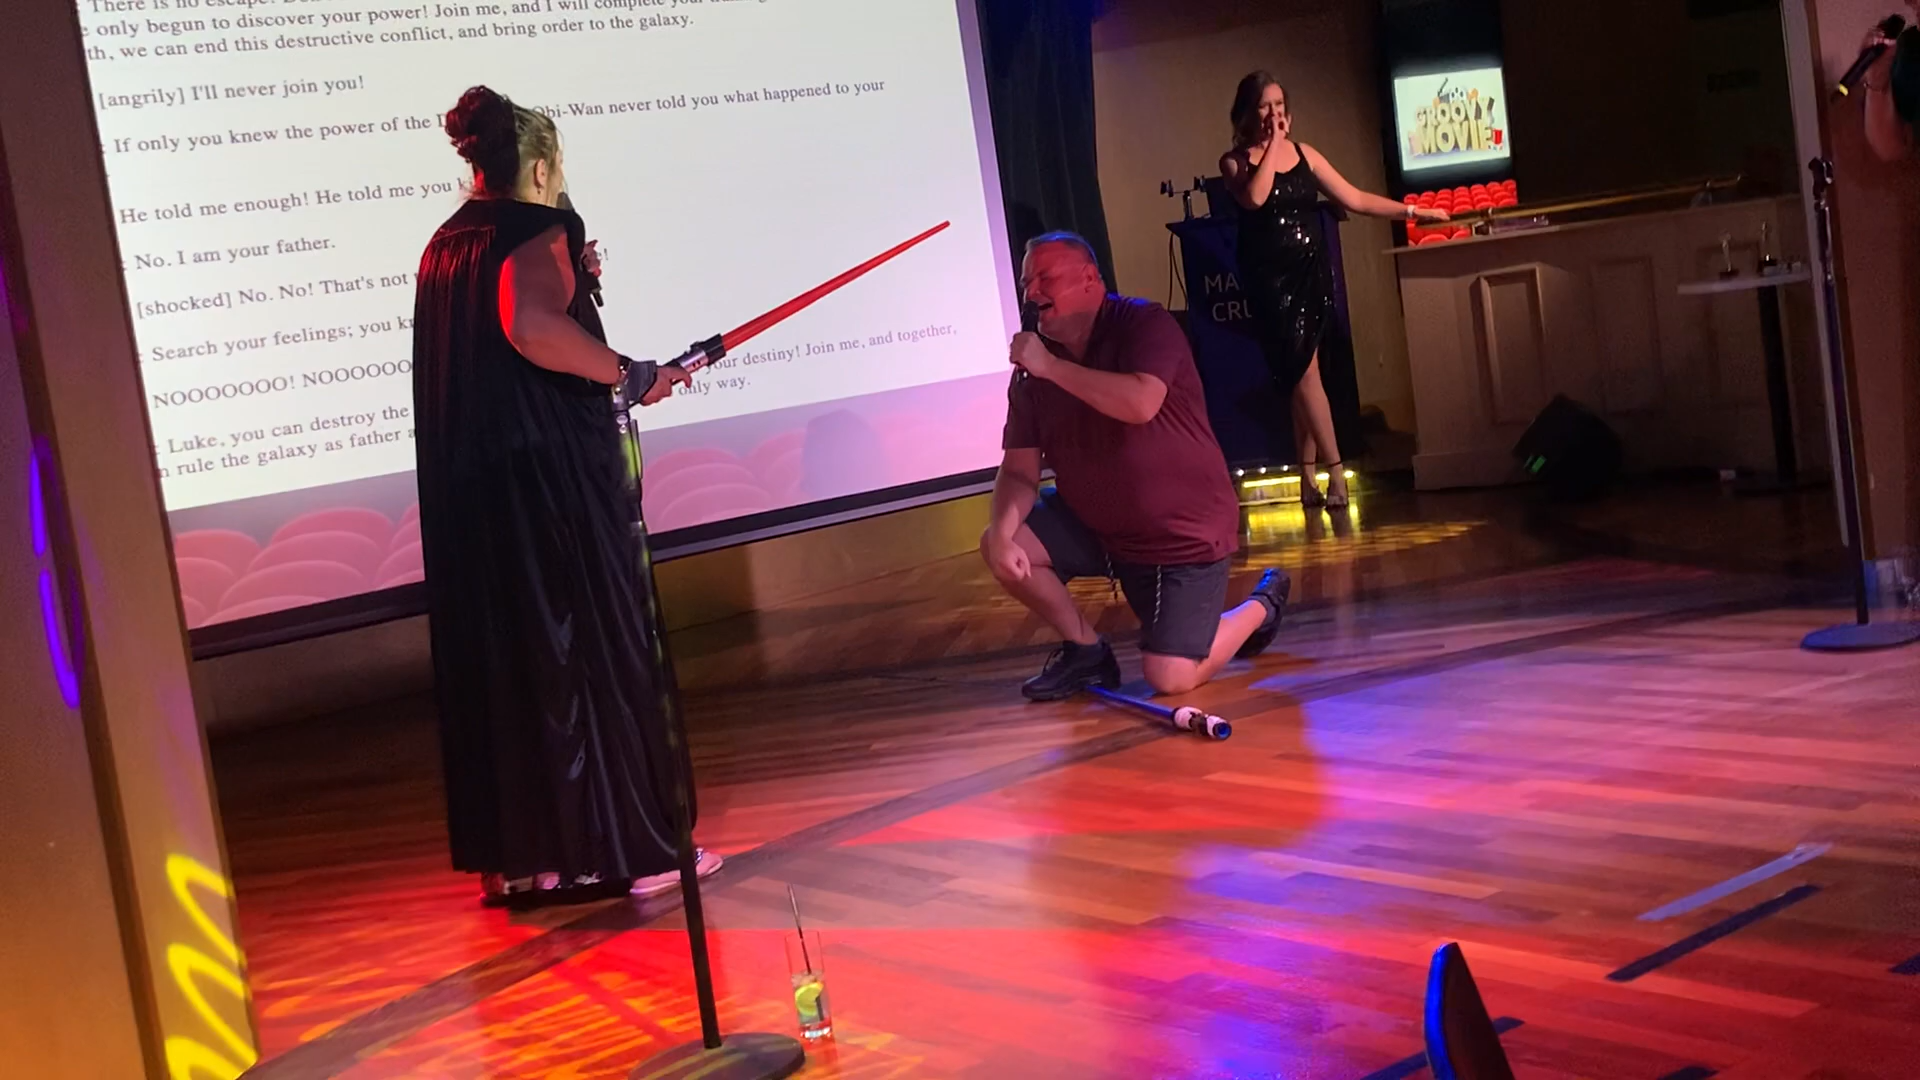 There is no escape!
only begun to discover your power! Join me, and I will complete your
th, we can end this destructive conflict, and bring order to the galaxy.
[angrily] I'll never join you!
: If only you knew the power of the Obi-Wan never told you what happened to your
He told me enough! He told me you
: No. I am your father.
[shocked] No. No! That's not !
: Search your feelings; you
NOOOOOOO! NOOOOOO
: Luke, you can destroy the your destiny! Join me, and together,
rule the galaxy as father only way.
GROOVY
MOVIE
MA
CRU